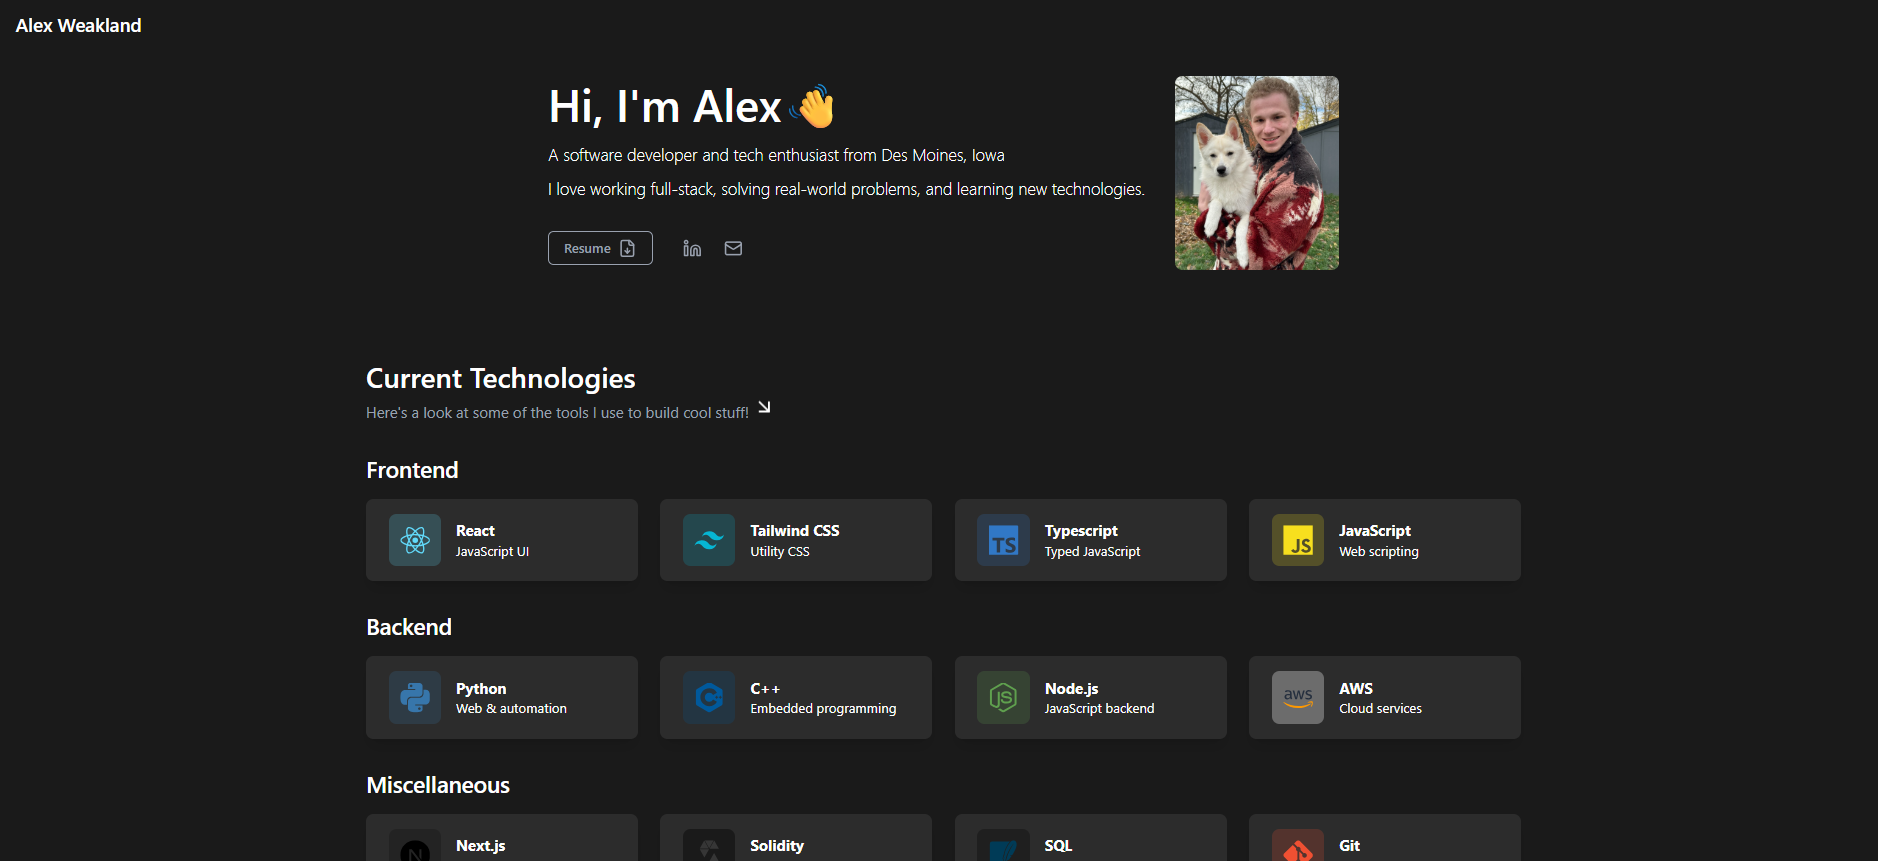 Alex Weakland
Hi, I'm Alex 👋
A software developer and tech enthusiast from Des Moines, Iowa
I love working full-stack, solving real-world problems, and learning new technologies.
Resume
Current Technologies
Here's a look at some of the tools I use to build cool stuff!
Frontend
React
JavaScript UI
Tailwind CSS
Utility CSS
TS
Typescript
Typed JavaScript
JS
JavaScript
Web scripting
Backend
Python
Web & automation
C++
Embedded programming
JS
Node.js
JavaScript backend
aws
AWS
Cloud services
Miscellaneous
Next.js
Solidity
SQL
Git